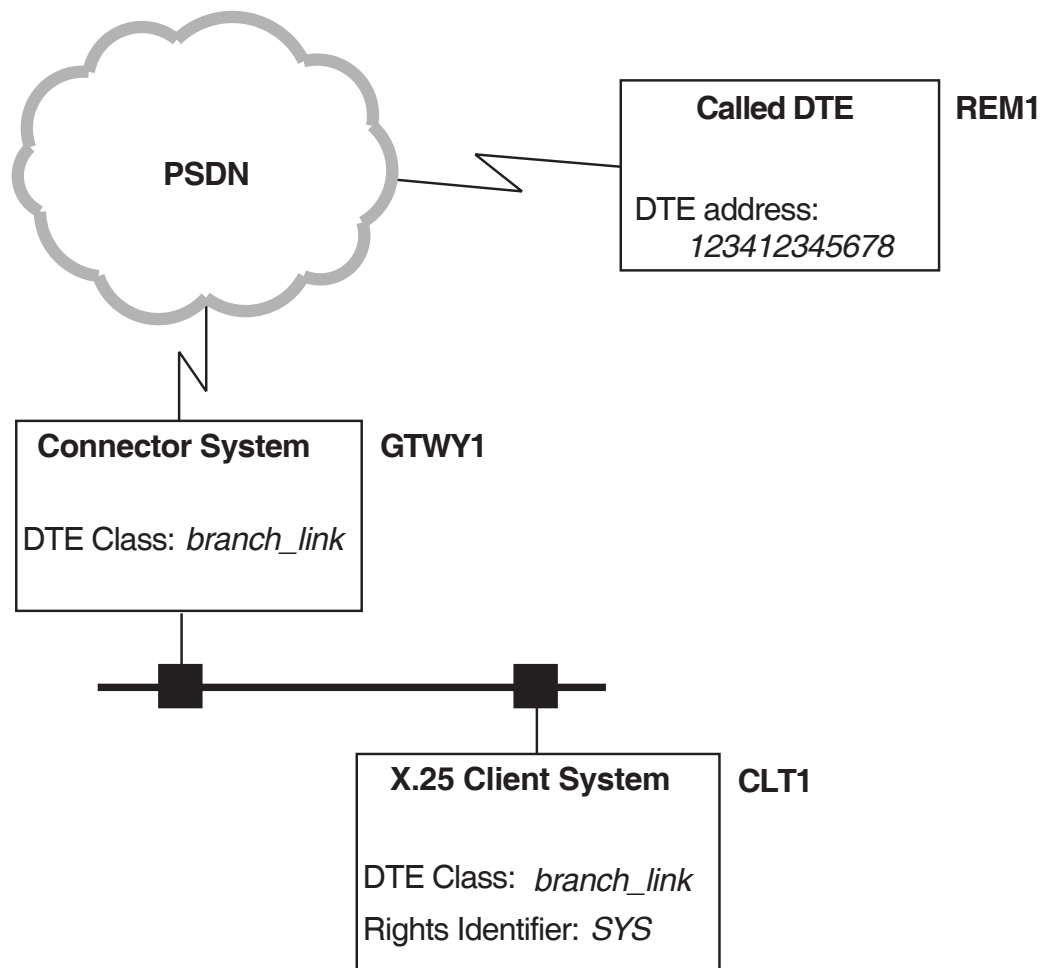 Called DTE
REM1
PSDN
DTE address:
123412345678
Connector System
GTWY1
DTE Class: branch_link
X.25 Client System
CLT1
DTE Class: branch_link
Rights Identifier: SYS